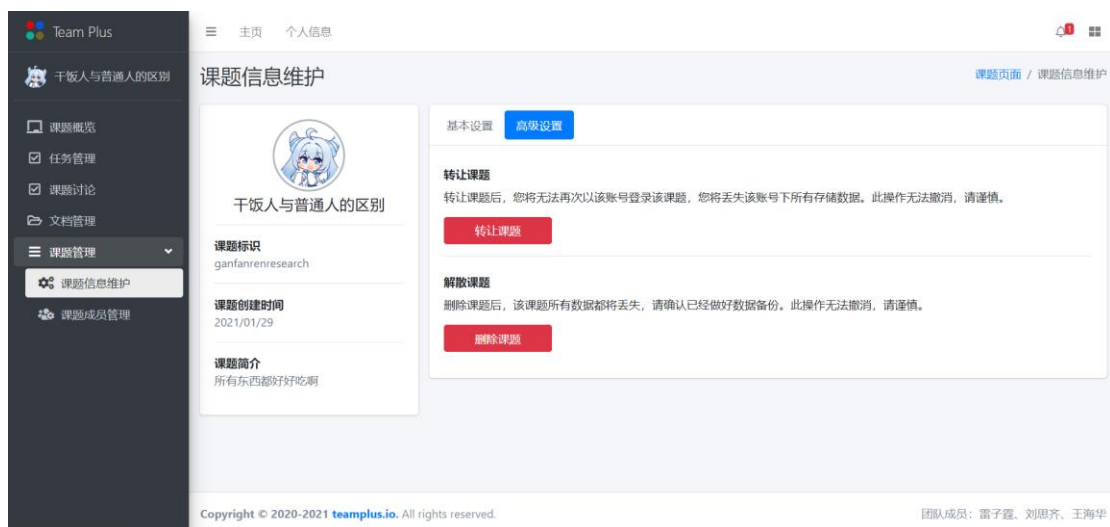 Team Plus
主页 个人信息
1
干饭人与普通人的区别
课题概览
任务管理
课题讨论
文档管理
课题管理
课题信息维护
课题成员管理
课题信息维护
课题页面 / 课题信息维护
干饭人与普通人的区别
课题标识
ganfanrenresearch
课题创建时间
2021/01/29
课题简介
所有东西都好好吃啊
基本设置 高级设置
转让课题
转让课题后，您将无法再次以该账号登录该课题，您将丢失该账号下所有存储数据。此操作无法撤消，请谨慎。
转让课题
解散课题
删除课题后，该课题所有数据都将丢失，请确认已经做好数据备份。此操作无法撤消，请谨慎。
删除课题
Copyright © 2020-2021 teamplus.io. All rights reserved.
团队成员：雷子霆、刘思齐、王海华